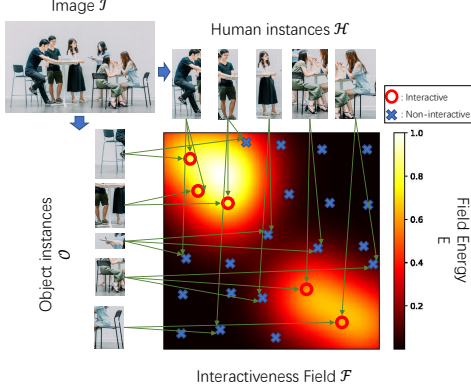 Image 𝓘
Human instances 𝓗
: Interactive
: Non-interactive
Object instances
𝓞
1.0
0.8
0.6
0.4
0.2
Field Energy
E
Interactiveness Field 𝓕